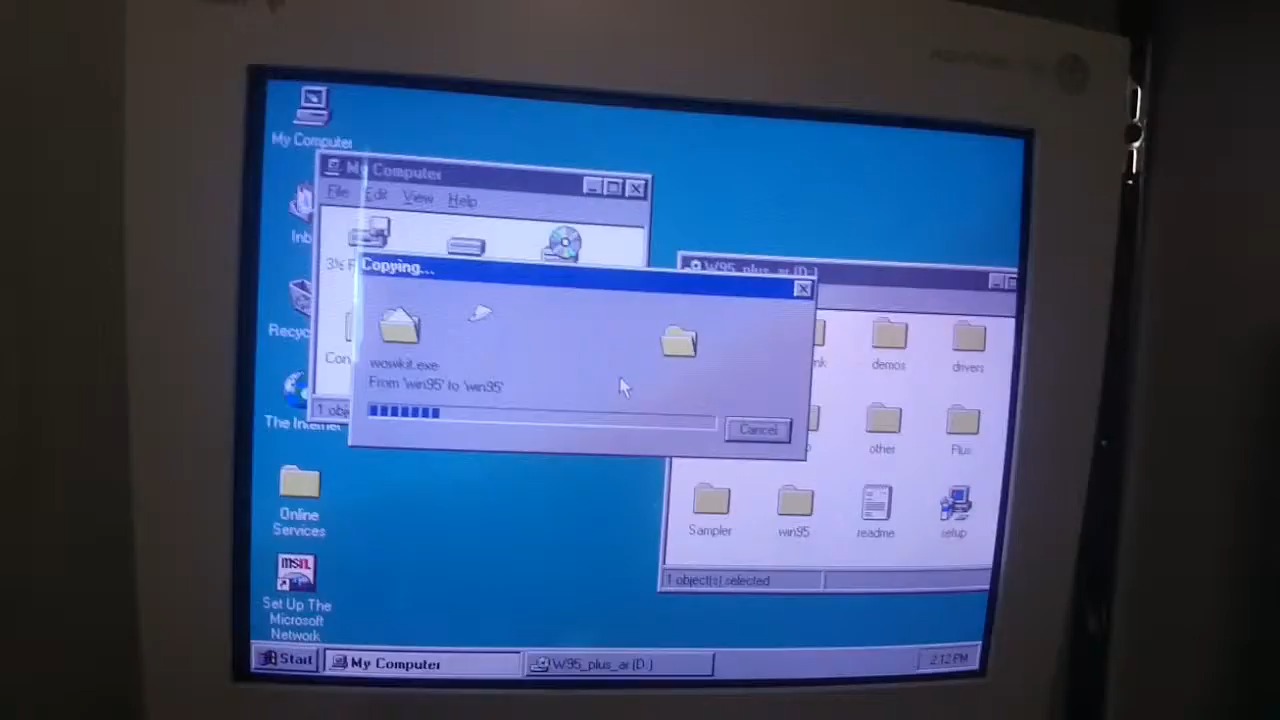 My Computer
My Computer
File Edit View Help
Inb
3½ F
Copying...
W95_plus_ar (D:)
Recyc
wowkit.exe
From 'win95' to 'win95'
Con
nk
demos
drivers
1 obj
Cancel
The Internet
other
Plus
Online
Services
Sampler
win95
readme
setup
msn
1 object(s) selected
Set Up The
Microsoft
Network
Start
My Computer
W95_plus_ar (D:)
2:12 PM